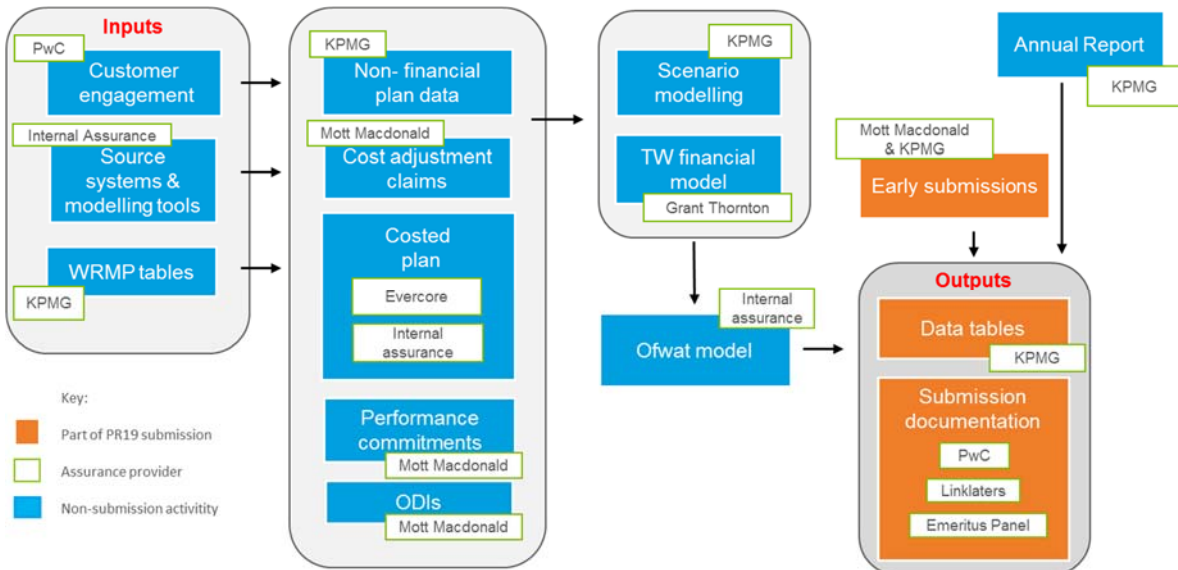 Inputs
PwC
Customer
engagement
Internal Assurance
Source
systems &
modelling tools
WRMP tables
KPMG
Key:
Part of PR19 submission
Assurance provider
Non-submission activitity
KPMG
Non- financial
plan data
Mott Macdonald
Cost adjustment
claims
Costed
plan
Evercore
Internal
assurance
Performance
commitments
Mott Macdonald
ODIs
Mott Macdonald
KPMG
Scenario
modelling
TW financial
model
Grant Thornton
Internal
assurance
Ofwat model
Annual Report
KPMG
Mott Macdonald
& KPMG
Early submissions
Outputs
Data tables
KPMG
Submission
documentation
PwC
Linklaters
Emeritus Panel